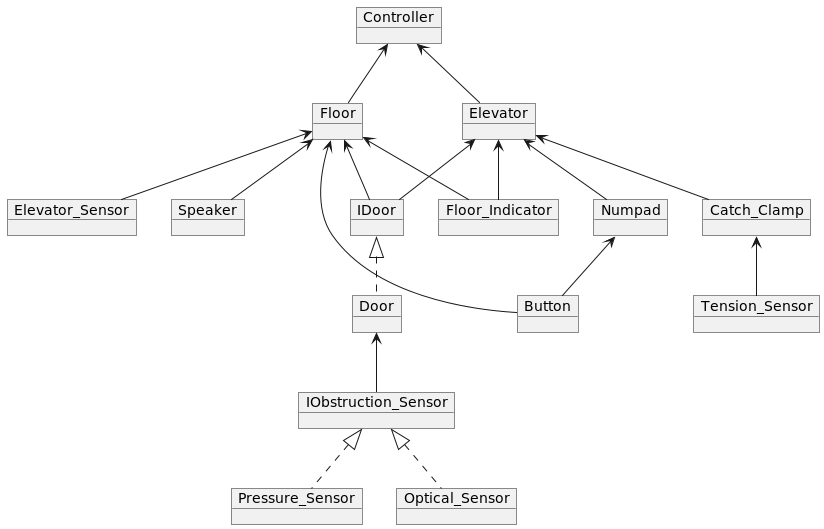 Controller
Floor
Elevator
Elevator_Sensor
Speaker
IDoor
Floor_Indicator
Numpad
Catch_Clamp
Door
Button
Tension_Sensor
IObstruction_Sensor
Pressure_Sensor
Optical_Sensor